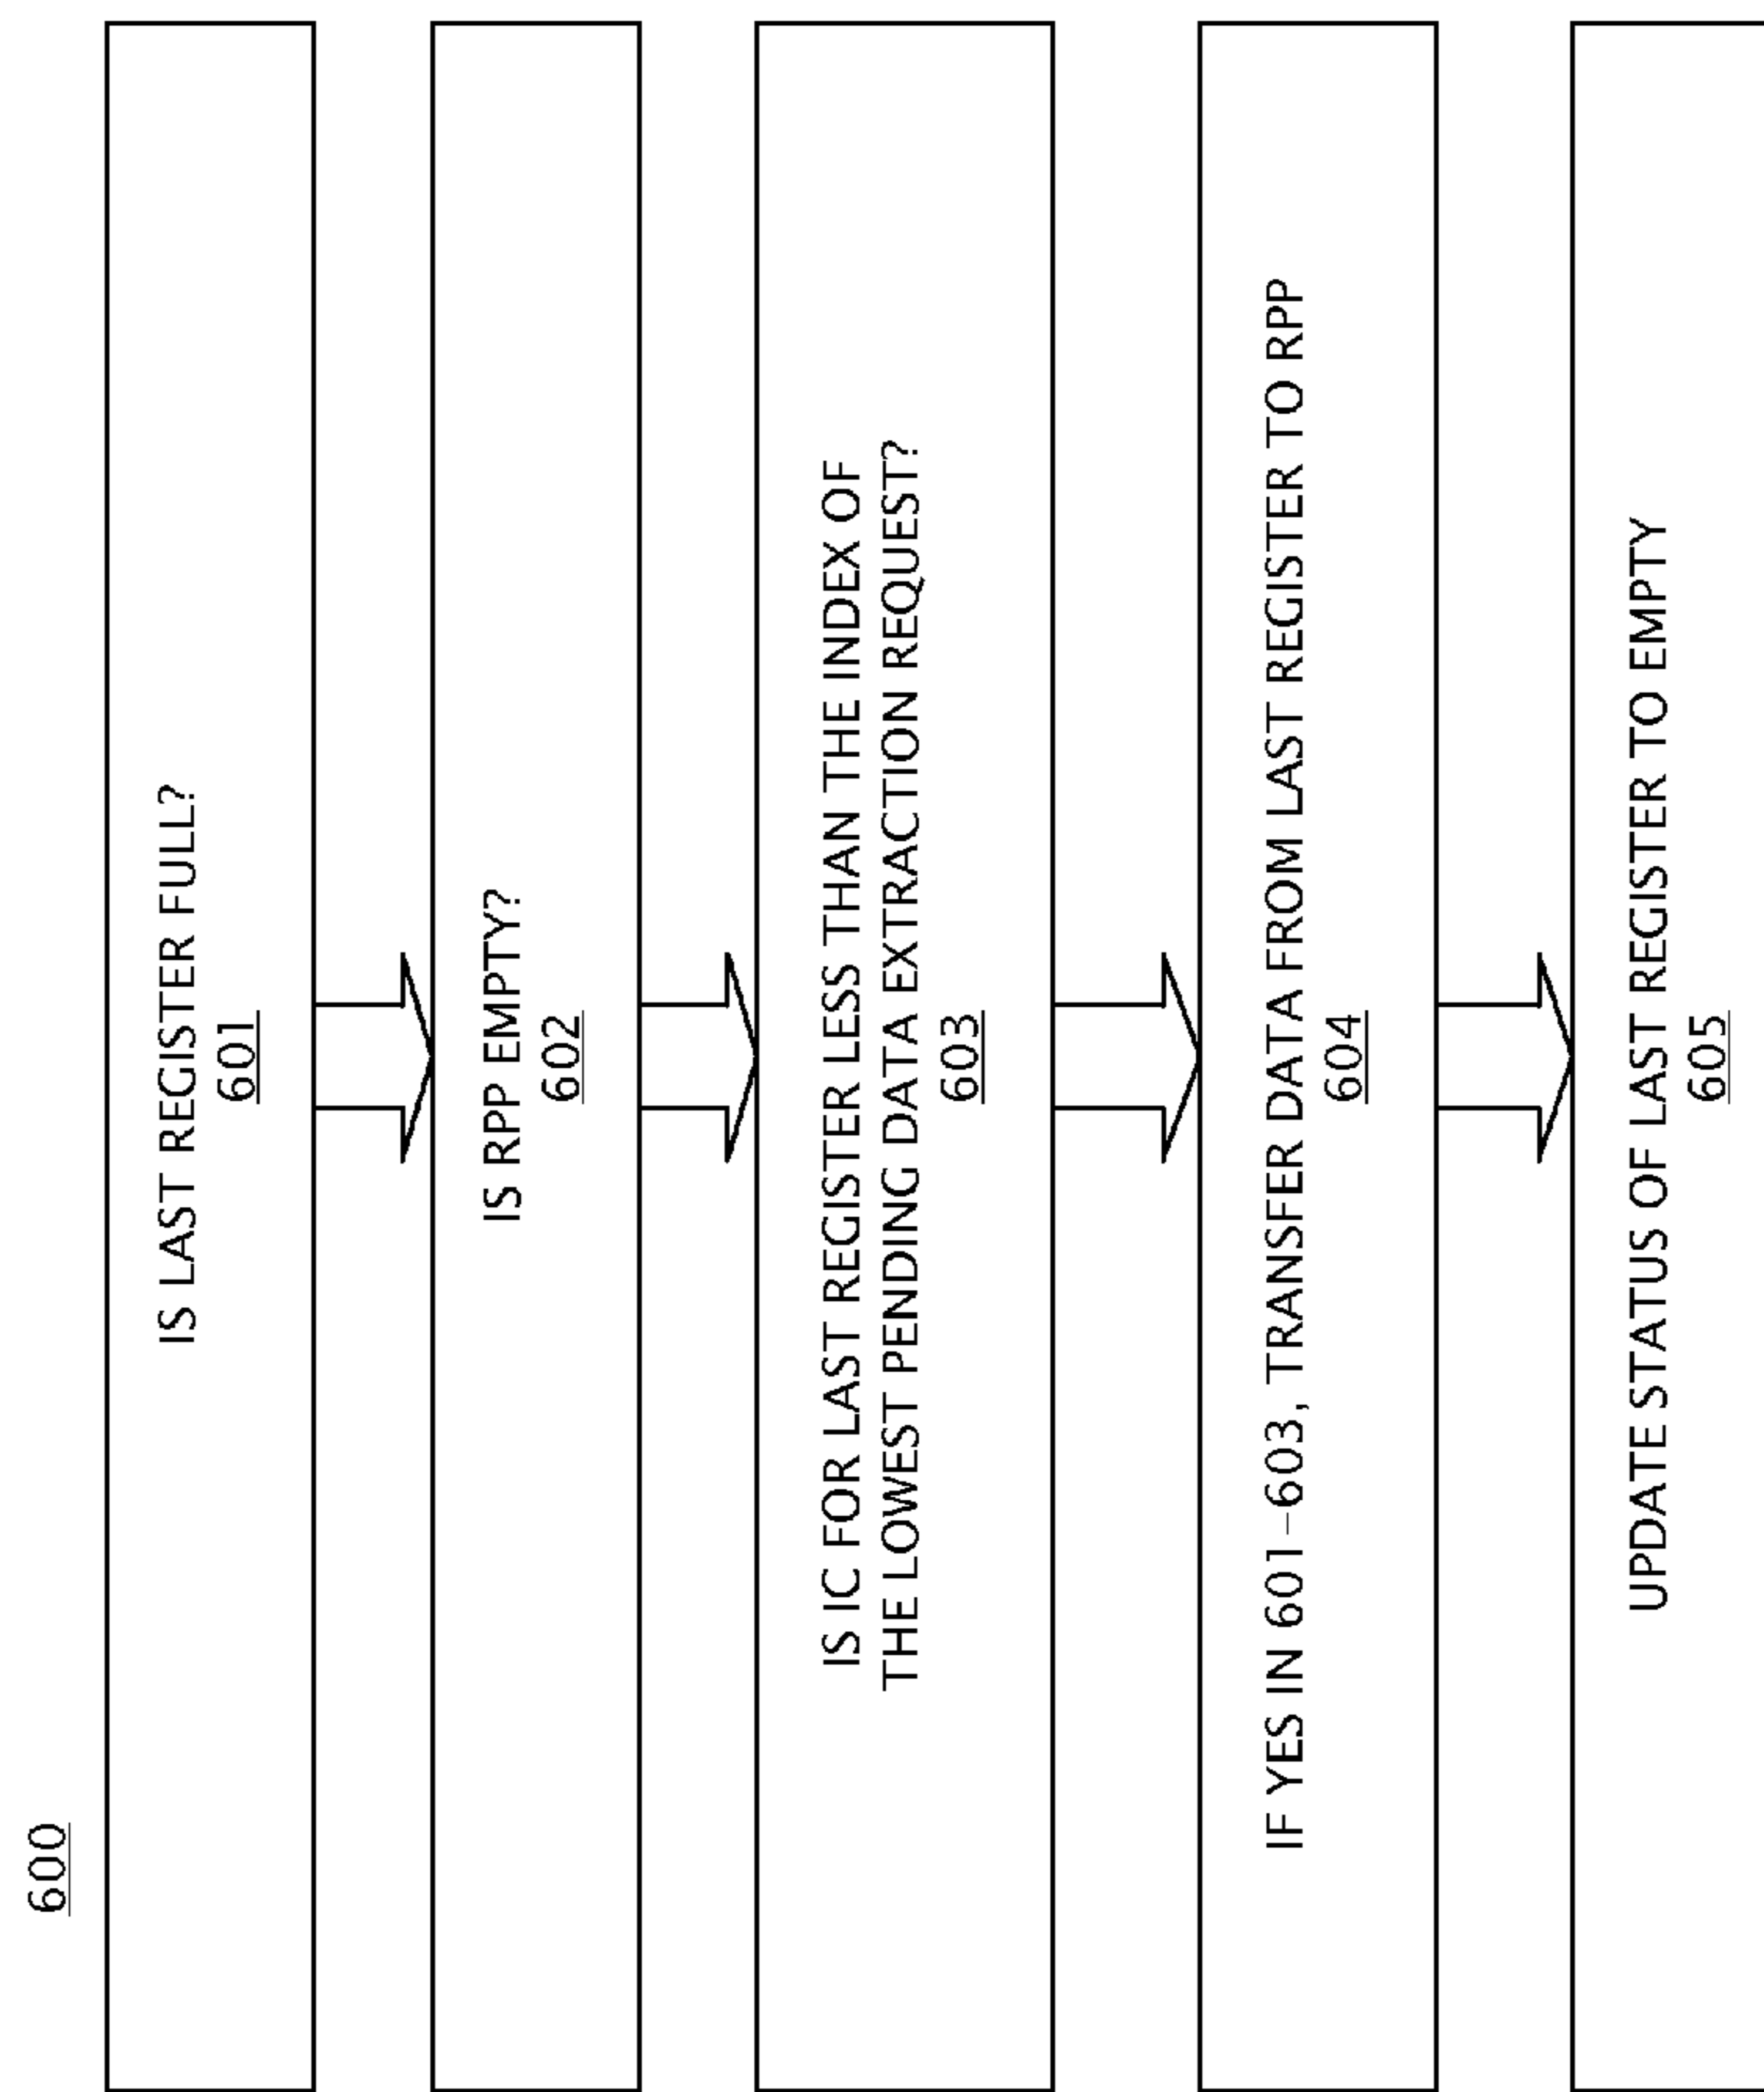 600
IS LAST REGISTER FULL?
601
IS RPP EMPTY?
602
IS IC FOR LAST REGISTER LESS THAN THE INDEX OF
THE LOWEST PENDING DATA EXTRACTION REQUEST?
603
IF YES IN 601-603, TRANSFER DATA FROM LAST REGISTER TO RPP
604
UPDATE STATUS OF LAST REGISTER TO EMPTY
605